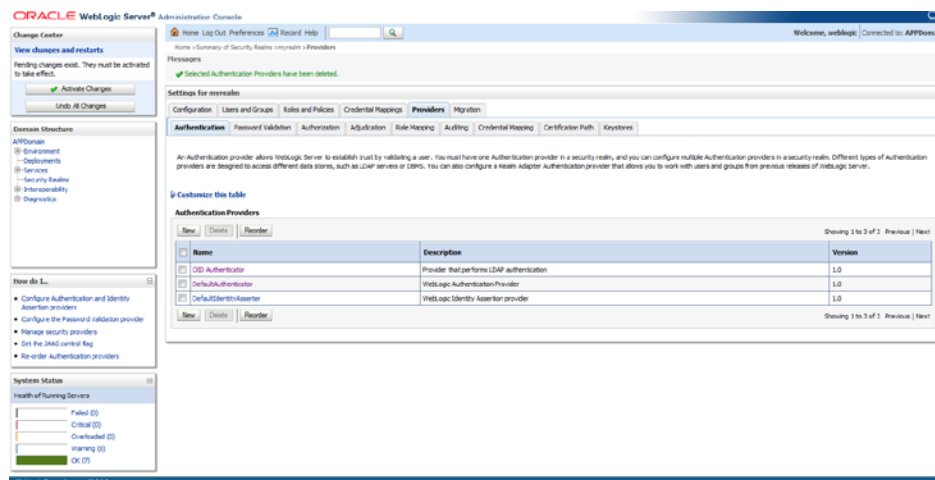 ORACLE WebLogic Server® Administration Console
Change Center
View changes and restarts
Pending changes exist. They must be activated
to take effect.
Activate Changes
Undo All Changes
Domain Structure
APPDomain
Environment
Deployments
Services
Security Realms
Interoperability
Diagnostics
How do I...
Configure Authentication and Identity
Assertion providers
Configure the Password Validation provider
Manage security providers
Set the JAAS control flag
Re-order Authentication providers
System Status
Health of Running Servers
Failed (0)
Critical (0)
Overloaded (0)
Warning (0)
OK (7)
Home Log Out Preferences Record Help
Welcome, weblogic Connected to: APPDoma
Home >Summary of Security Realms >myrealm >Providers
Messages
Selected Authentication Providers have been deleted.
Settings for myrealm
Configuration Users and Groups Roles and Policies Credential Mappings Providers Migration
Authentication Password Validation Authorization Adjudication Role Mapping Auditing Credential Mapping Certification Path Keystores
An Authentication provider allows WebLogic Server to establish trust by validating a user. You must have one Authentication provider in a security realm, and you can configure multiple Authentication providers in a security realm. Different types of Authentication
providers are designed to access different data stores, such as LDAP servers or DBMS. You can also configure a Realm Adapter Authentication provider that allows you to work with users and groups from previous releases of WebLogic Server.
Customize this table
Authentication Providers
New Delete Reorder Showing 1 to 3 of 3 Previous | Next
Name Description Version
OID Authenticator Provider that performs LDAP authentication 1.0
DefaultAuthenticator WebLogic Authentication Provider 1.0
DefaultIdentityAsserter WebLogic Identity Assertion provider 1.0
New Delete Reorder Showing 1 to 3 of 3 Previous | Next